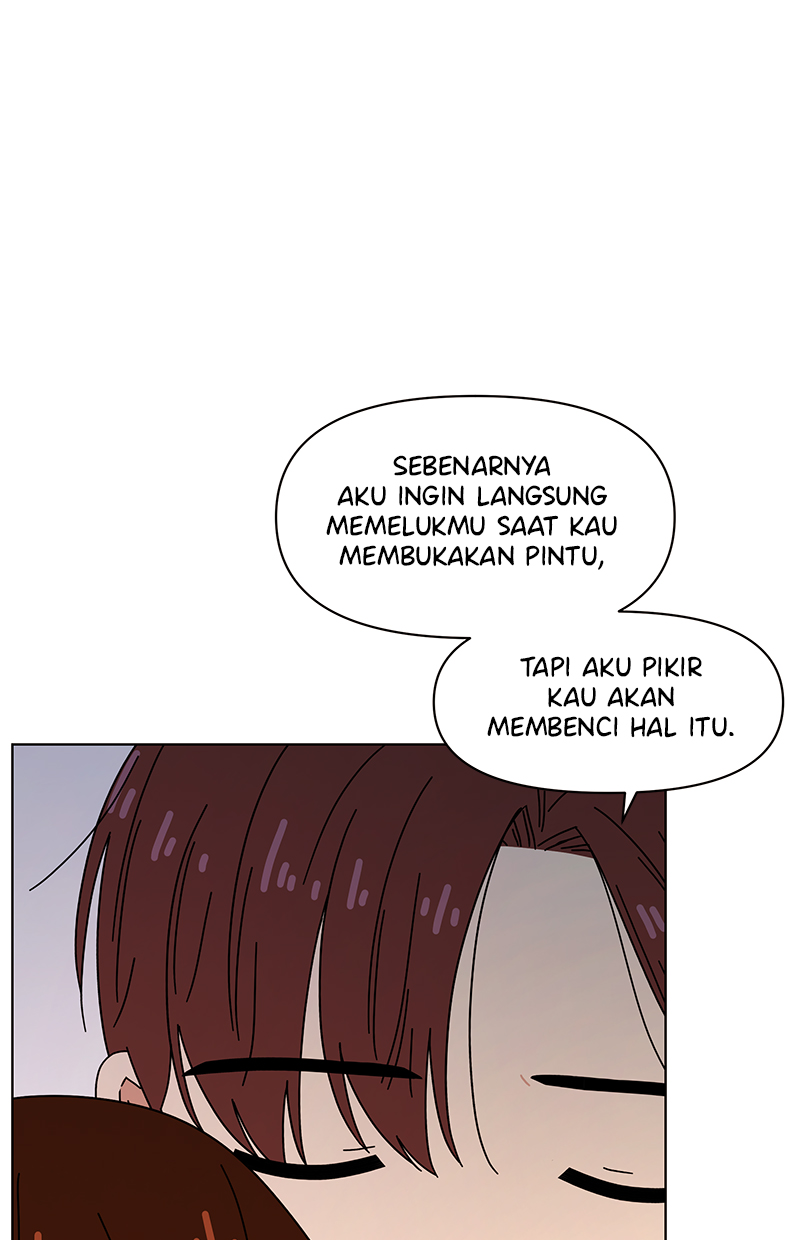 SEBENARNYA
AKU INGIN LANGSUNG
MEMELUKMU SAAT KAU
MEMBUKAKAN PINTU,
TAPI AKU PIKIR
KAU AKAN
MEMBENCI HAL ITU.